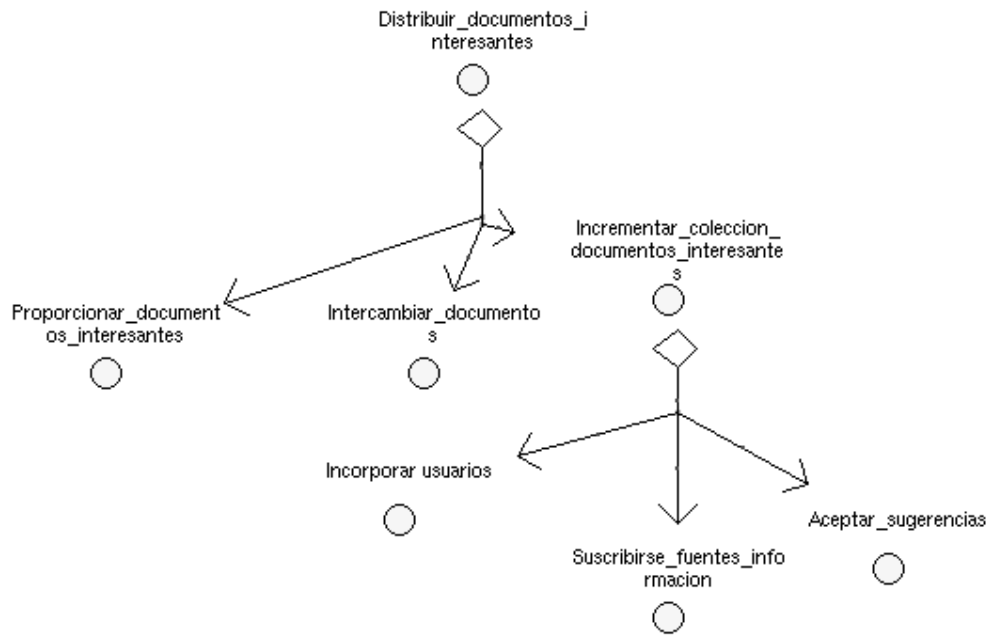 Distribuir_documentos_i
nteresantes
Incrementar_coleccion_
documentos_interesante
s
Proporcionar_document
os_interesantes
Intercambiar_documento
s
Incorporar usuarios
Aceptar_sugerencias
Suscribirse_fuentes_info
rmacion